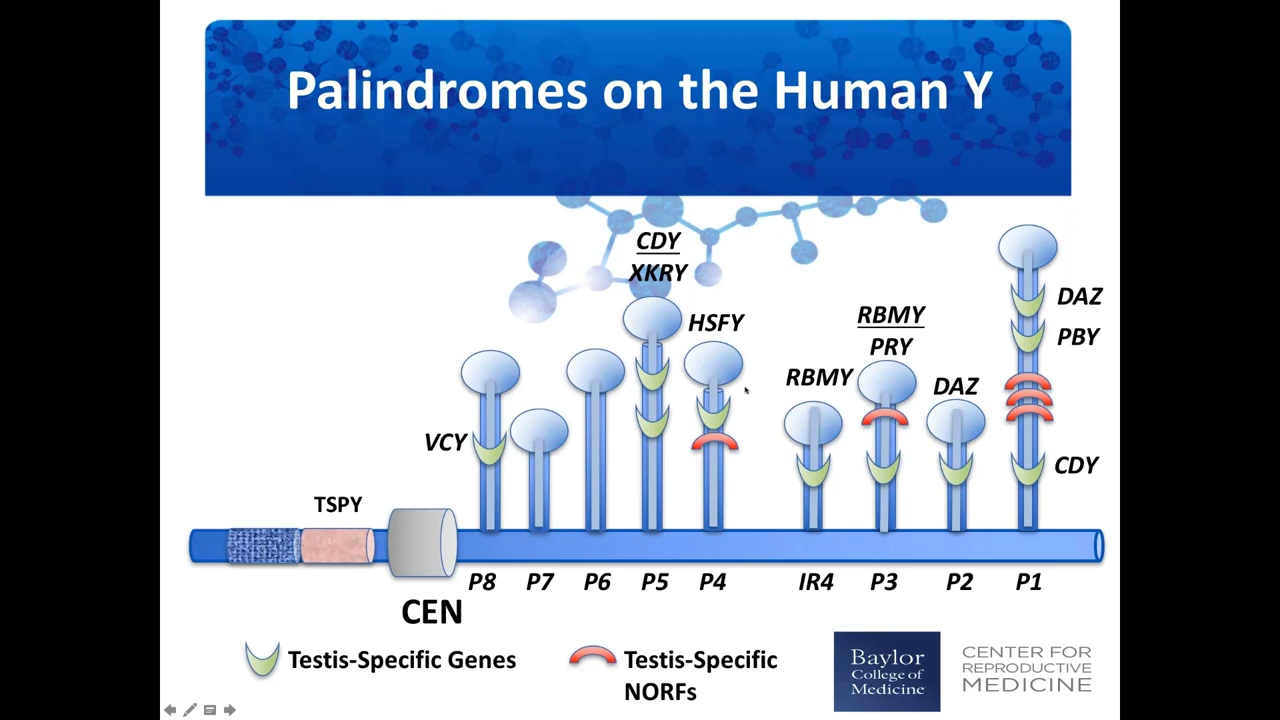 Palindromes on the Human Y
CDY
XKRY
HSFY
VCY
RBMY
RBMY
PRY
DAZ
DAZ
PBY
CDY
TSPY
CEN
P8
P7
P6
P5
P4
IR4
P3
P2
P1
Testis-Specific Genes
Testis-Specific
NORFs
Baylor
College of
Medicine
CENTER FOR
REPRODUCTIVE
MEDICINE